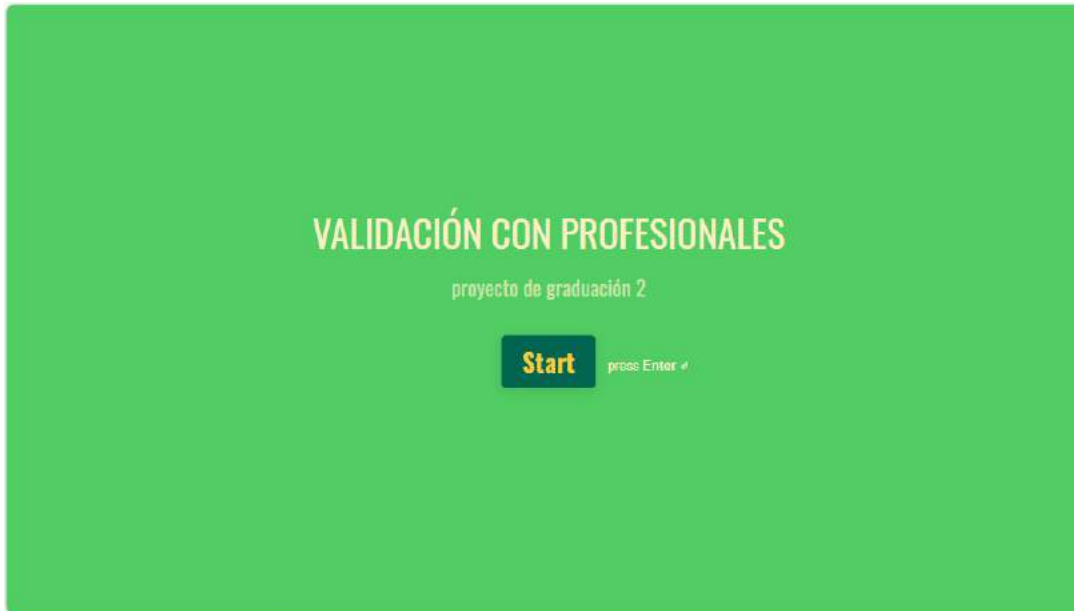 VALIDACIÓN CON PROFESIONALES
proyecto de graduación 2
Start
press Enter ↵